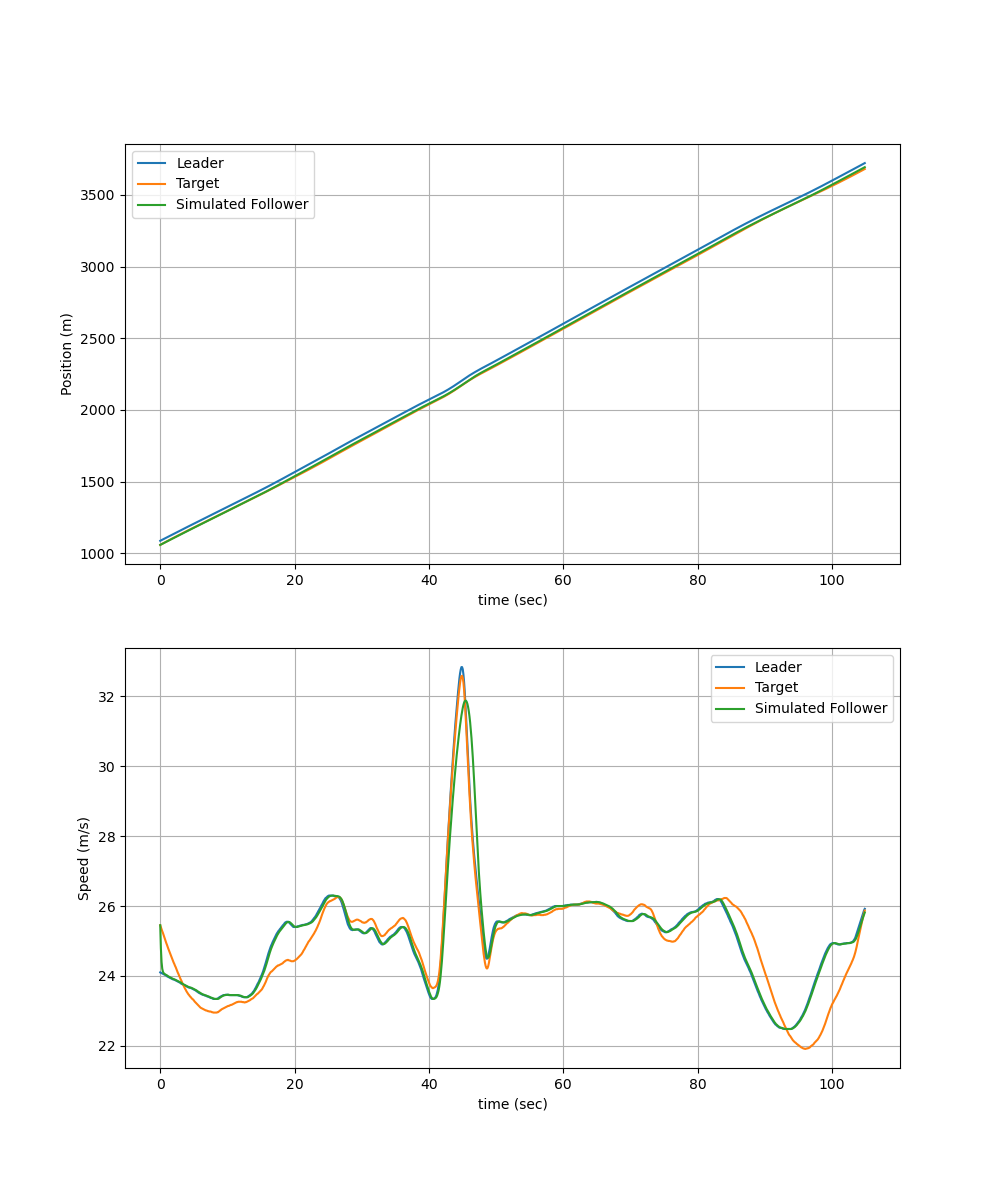 Leader
Target
Simulated Follower
3500
3000
2500
2000
1500
1000
Position (m)
0 20 40 60 80 100
time (sec)
Leader
Target
Simulated Follower
32
30
28
26
24
22
Speed (m/s)
0 20 40 60 80 100
time (sec)